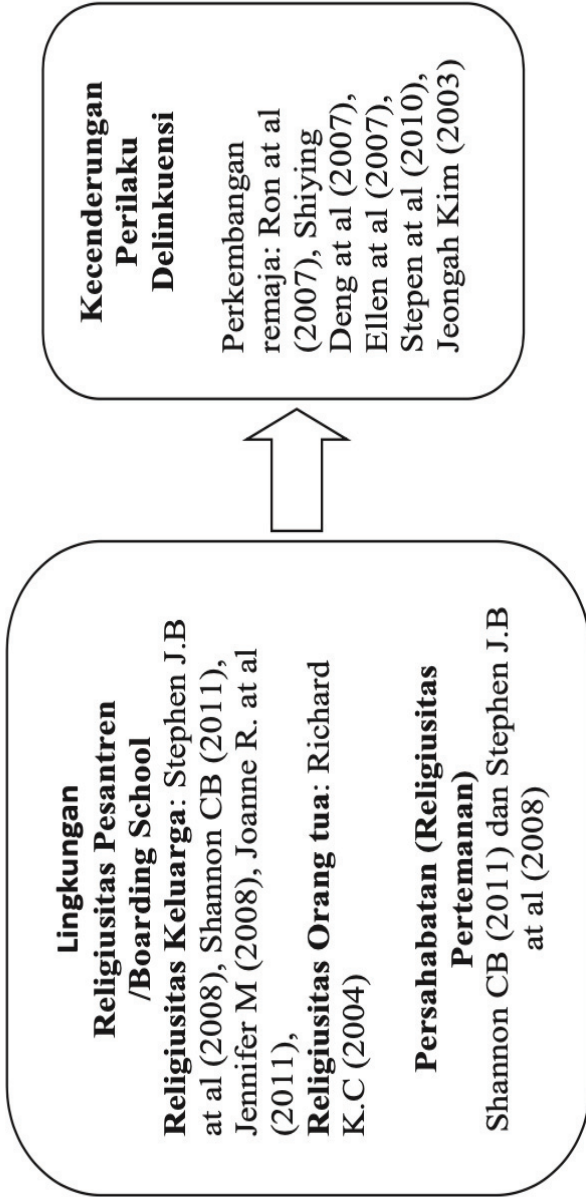 Lingkungan
Religiusitas Pesantren
/Boarding School
Religiusitas Keluarga: Stephen J.B
at al (2008), Shannon CB (2011),
Jennifer M (2008), Joanne R. at al
(2011),
Religiusitas Orang tua: Richard
K.C (2004)
Persahabatan (Religiusitas
Pertemanan)
Shannon CB (2011) dan Stephen J.B
at al (2008)
Kecenderungan
Perilaku
Delinkuensi
Perkembangan
remaja: Ron at al
(2007), Shiying
Deng at al (2007),
Ellen at al (2007),
Stepen at al (2010),
Jeongah Kim (2003)